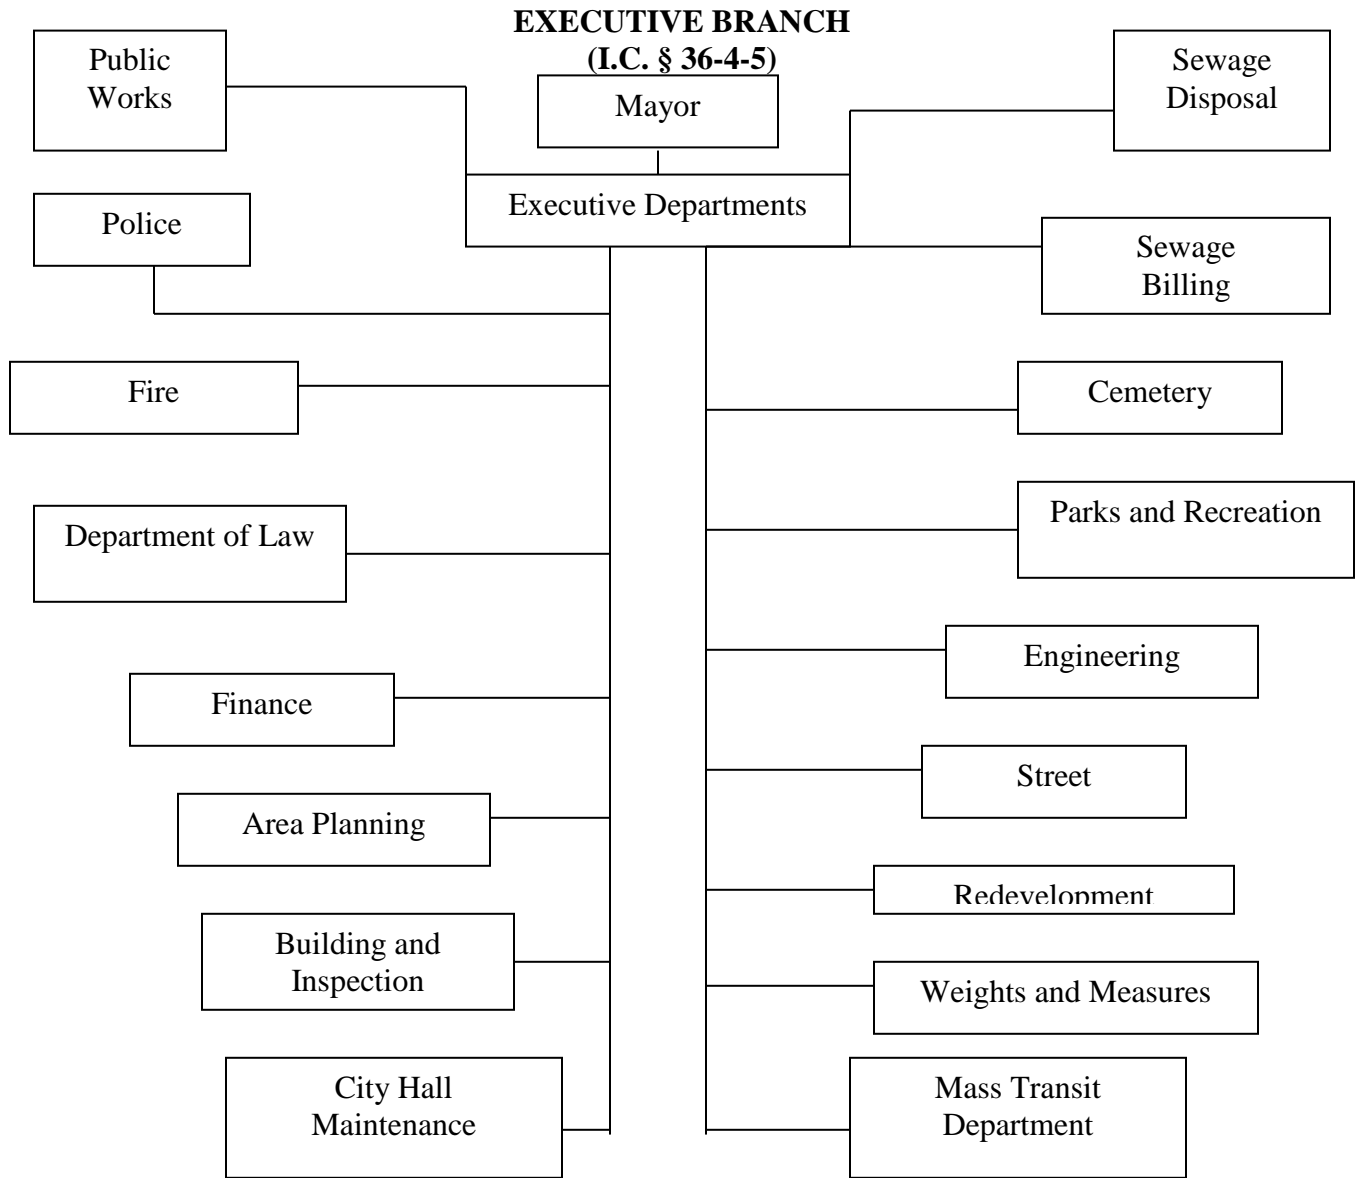 EXECUTIVE BRANCH
(I.C. § 36-4-5)
Public
Works
Mayor
Sewage
Disposal
Executive Departments
Police
Sewage
Billing
Fire
Cemetery
Department of Law
Parks and Recreation
Engineering
Finance
Street
Area Planning
Redevelopment
Building and
Inspection
Weights and Measures
City Hall
Maintenance
Mass Transit
Department